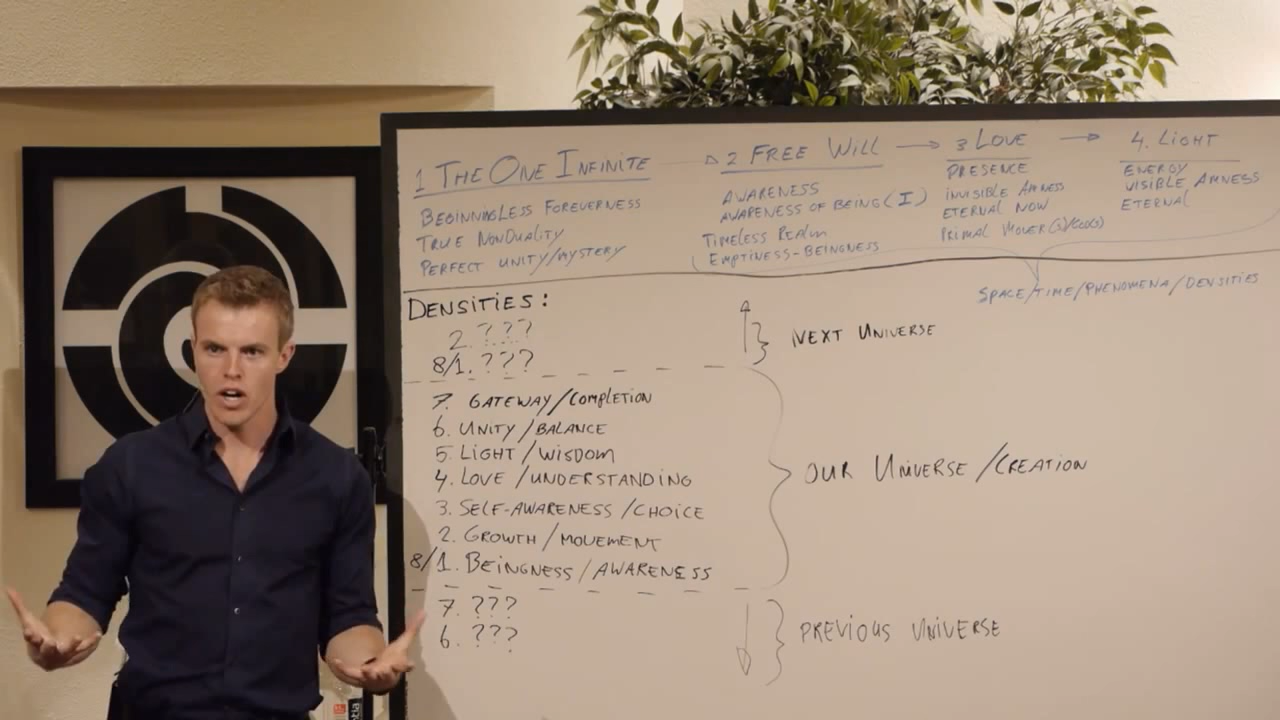 1 THE ONE INFINITE
BEGINNINGLESS FOREVERNESS
TRUE NONDUALITY
PERFECT UNITY/MYSTERY
2 FREE WILL
AWARENESS
AWARENESS OF BEING (I)
TIMELESS REALM
EMPTINESS-BEINGNESS
3 LOVE
PRESENCE
INVISIBLE AMNESS
ETERNAL NOW
PRIMAL MOVER(S)/GOD(S)
4. LIGHT
ENERGY
VISIBLE AMNESS
ETERNAL
SPACE/TIME/PHENOMENA/DENSITIES
DENSITIES:
2. ???
8/1. ???
NEXT UNIVERSE
7. GATEWAY/COMPLETION
6. UNITY/BALANCE
5. LIGHT/WISDOM
4. LOVE/UNDERSTANDING
3. SELF-AWARENESS/CHOICE
2. GROWTH/MOVEMENT
8/1. BEINGNESS/AWARENESS
OUR UNIVERSE/CREATION
7. ???
6. ???
PREVIOUS UNIVERSE